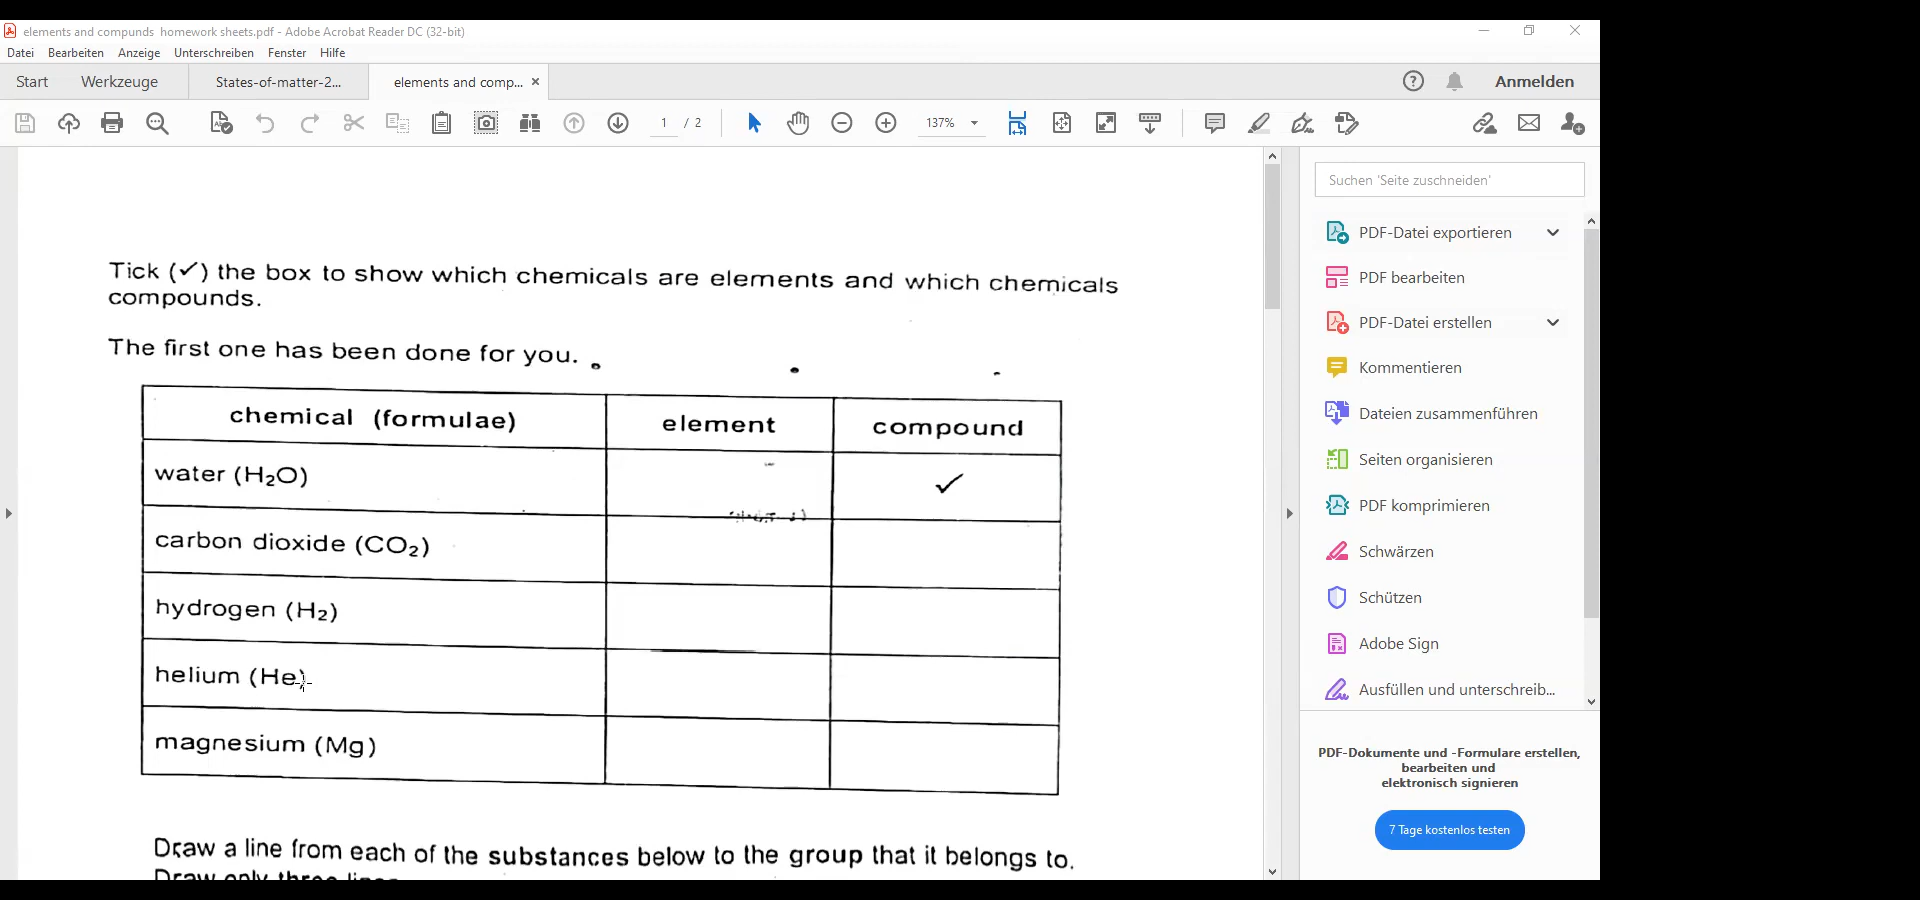 elements and compunds homework sheets.pdf - Adobe Acrobat Reader DC (32-bit)
Datei Bearbeiten Anzeige Unterschreiben Fenster Hilfe
Start Werkzeuge States-of-matter-2... elements and comp... × Anmelden
1 / 2 137%
Suchen 'Seite zuschneiden'
PDF-Datei exportieren
PDF bearbeiten
PDF-Datei erstellen
Kommentieren
Dateien zusammenführen
Seiten organisieren
PDF komprimieren
Schwärzen
Schützen
Adobe Sign
Ausfüllen und unterschreib...
PDF-Dokumente und -Formulare erstellen,
bearbeiten und
elektronisch signieren
7 Tage kostenlos testen
Tick (✓) the box to show which chemicals are elements and which chemicals
compounds.
The first one has been done for you.
chemical (formulae) element compound
water (H₂O) ✓
carbon dioxide (CO₂)
hydrogen (H₂)
helium (He)
magnesium (Mg)
Draw a line from each of the substances below to the group that it belongs to.
Draw only three lines